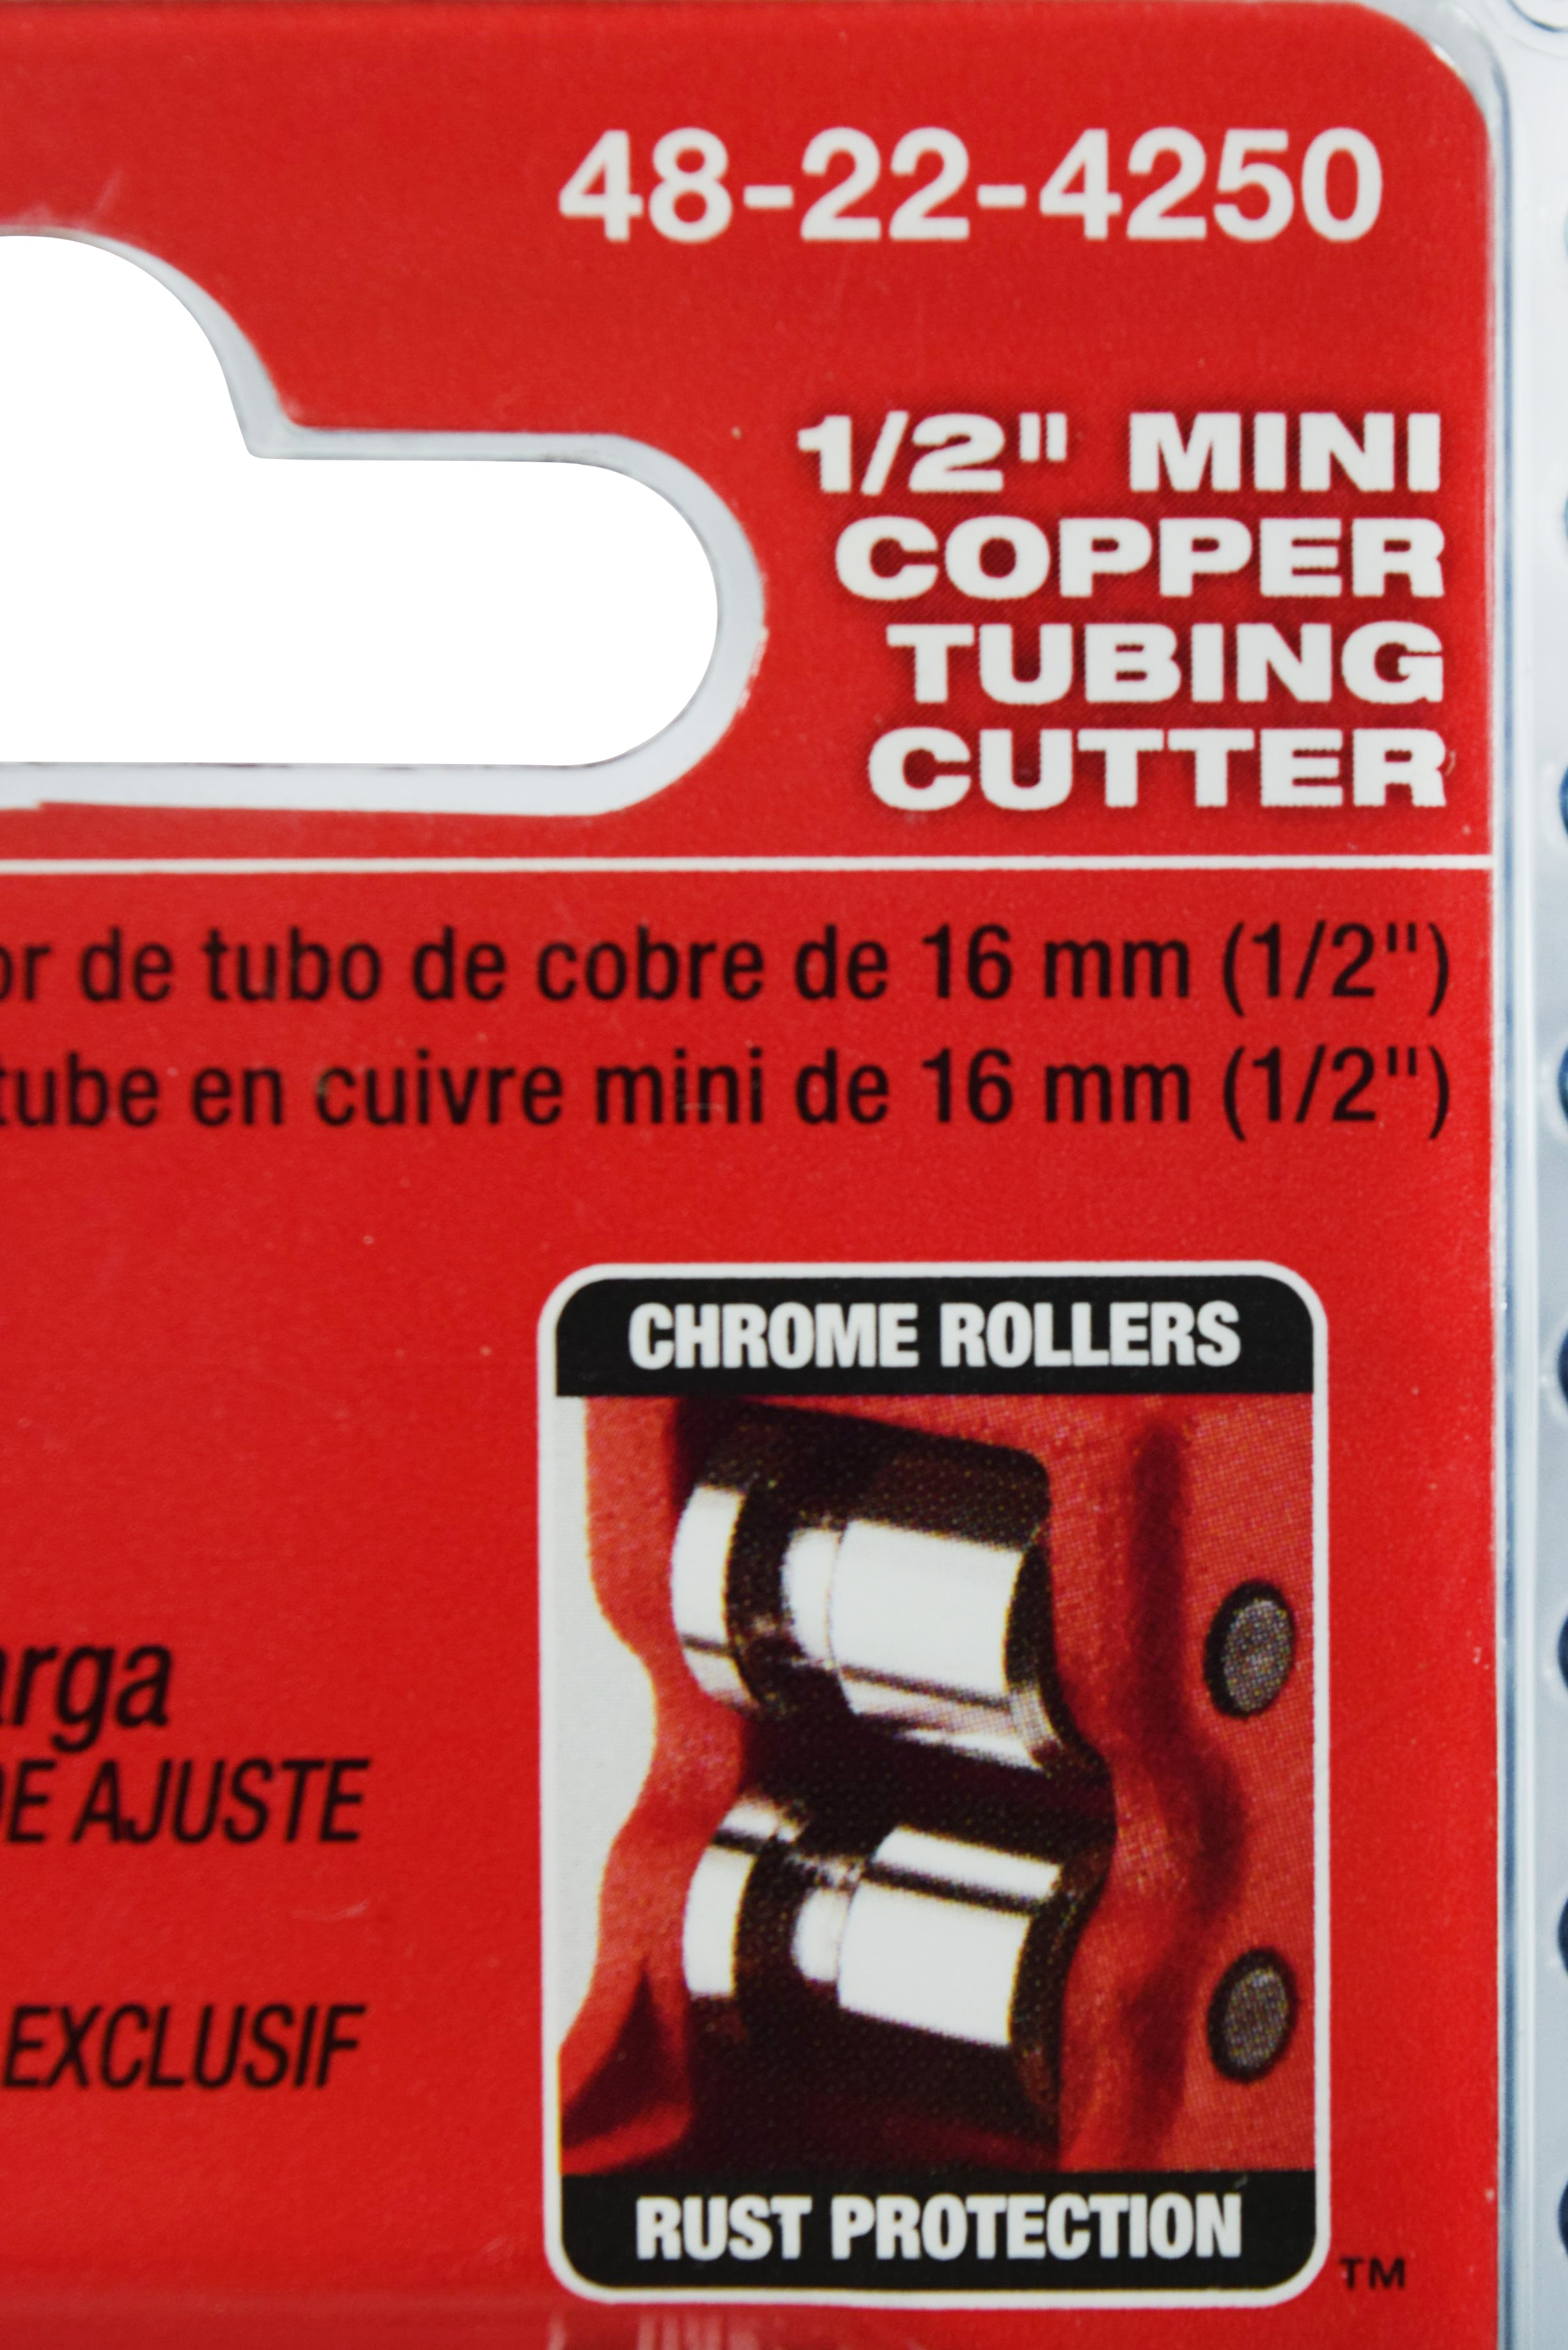 48-22-4250
1/2" MINI
COPPER
TUBING
CUTTER
or de tubo de cobre de 16 mm (1/2")
tube en cuivre mini de 16 mm (1/2")
CHROME ROLLERS
arga
DE AJUSTE
EXCLUSIF
RUST PROTECTION
TM